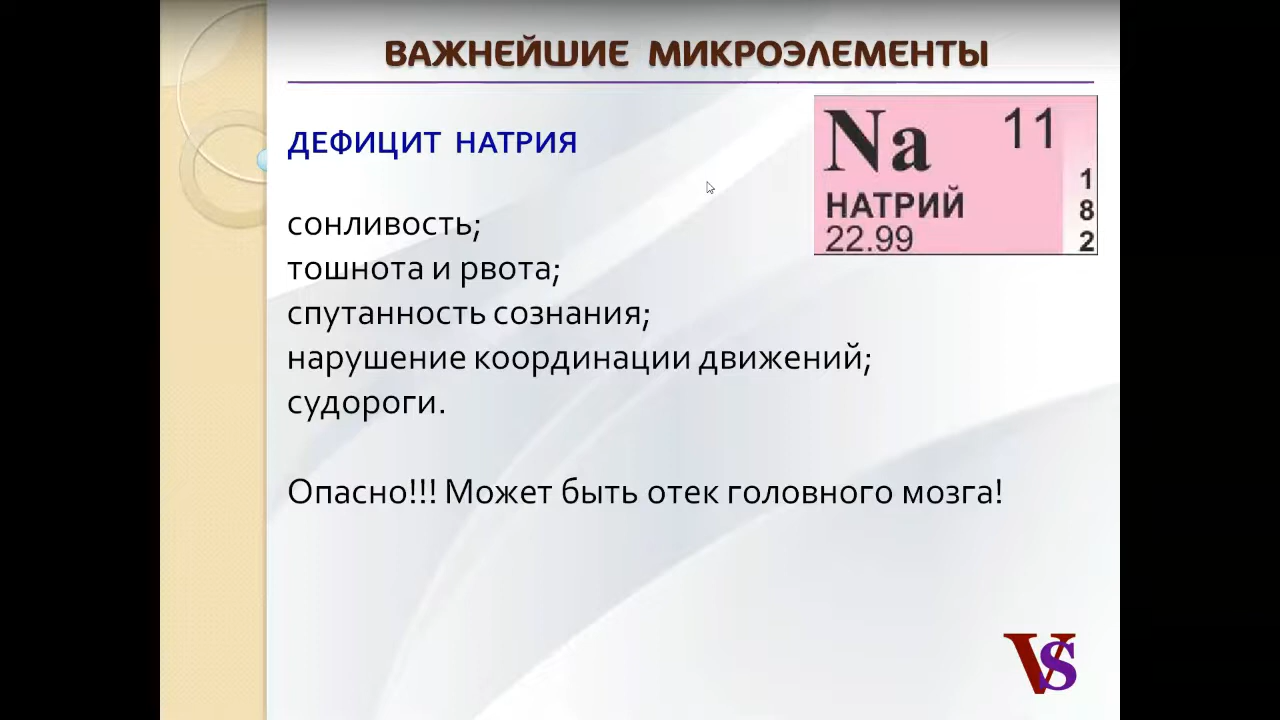 ВАЖНЕЙШИЕ МИКРОЭЛЕМЕНТЫ
ДЕФИЦИТ НАТРИЯ
Na 11
НАТРИЙ
22.99
1
8
2
сонливость;
тошнота и рвота;
спутанность сознания;
нарушение координации движений;
судороги.
Опасно!!! Может быть отек головного мозга!
VS